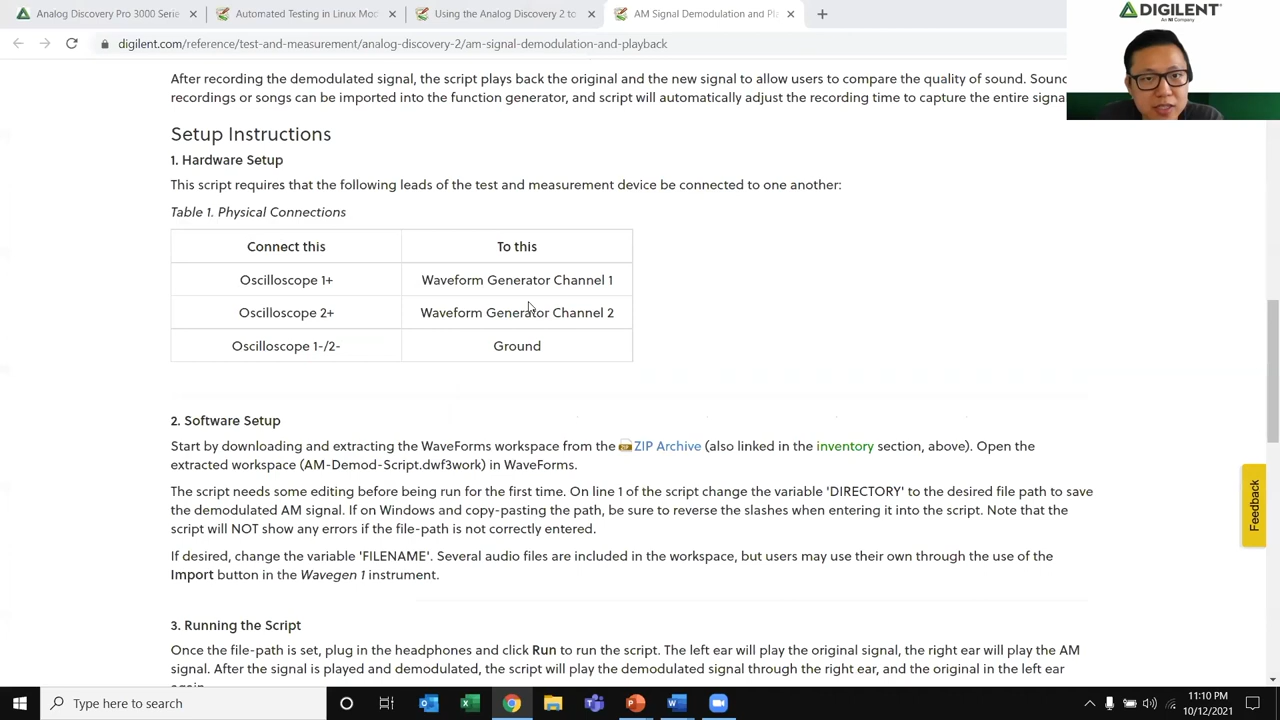 Analog Discovery Pro 3000 Serie
Automated Testing in Linux Moc
Using the Analog Discovery 2 to
AM Signal Demodulation and Pla
DIGILENT
An NI Company
digilent.com/reference/test-and-measurement/analog-discovery-2/am-signal-demodulation-and-playback
After recording the demodulated signal, the script plays back the original and the new signal to allow users to compare the quality of sound. Sound
recordings or songs can be imported into the function generator, and script will automatically adjust the recording time to capture the entire signa
Setup Instructions
1. Hardware Setup
This script requires that the following leads of the test and measurement device be connected to one another:
Table 1. Physical Connections
Connect this To this
Oscilloscope 1+ Waveform Generator Channel 1
Oscilloscope 2+ Waveform Generator Channel 2
Oscilloscope 1-/2- Ground
2. Software Setup
Start by downloading and extracting the WaveForms workspace from the ZIP Archive (also linked in the inventory section, above). Open the
extracted workspace (AM-Demod-Script.dwf3work) in WaveForms.
The script needs some editing before being run for the first time. On line 1 of the script change the variable 'DIRECTORY' to the desired file path to save
the demodulated AM signal. If on Windows and copy-pasting the path, be sure to reverse the slashes when entering it into the script. Note that the
script will NOT show any errors if the file-path is not correctly entered.
If desired, change the variable 'FILENAME'. Several audio files are included in the workspace, but users may use their own through the use of the
Import button in the Wavegen 1 instrument.
Feedback
3. Running the Script
Once the file-path is set, plug in the headphones and click Run to run the script. The left ear will play the original signal, the right ear will play the AM
signal. After the signal is played and demodulated, the script will play the demodulated signal through the right ear, and the original in the left ear
again.
Type here to search
11:10 PM
10/12/2021